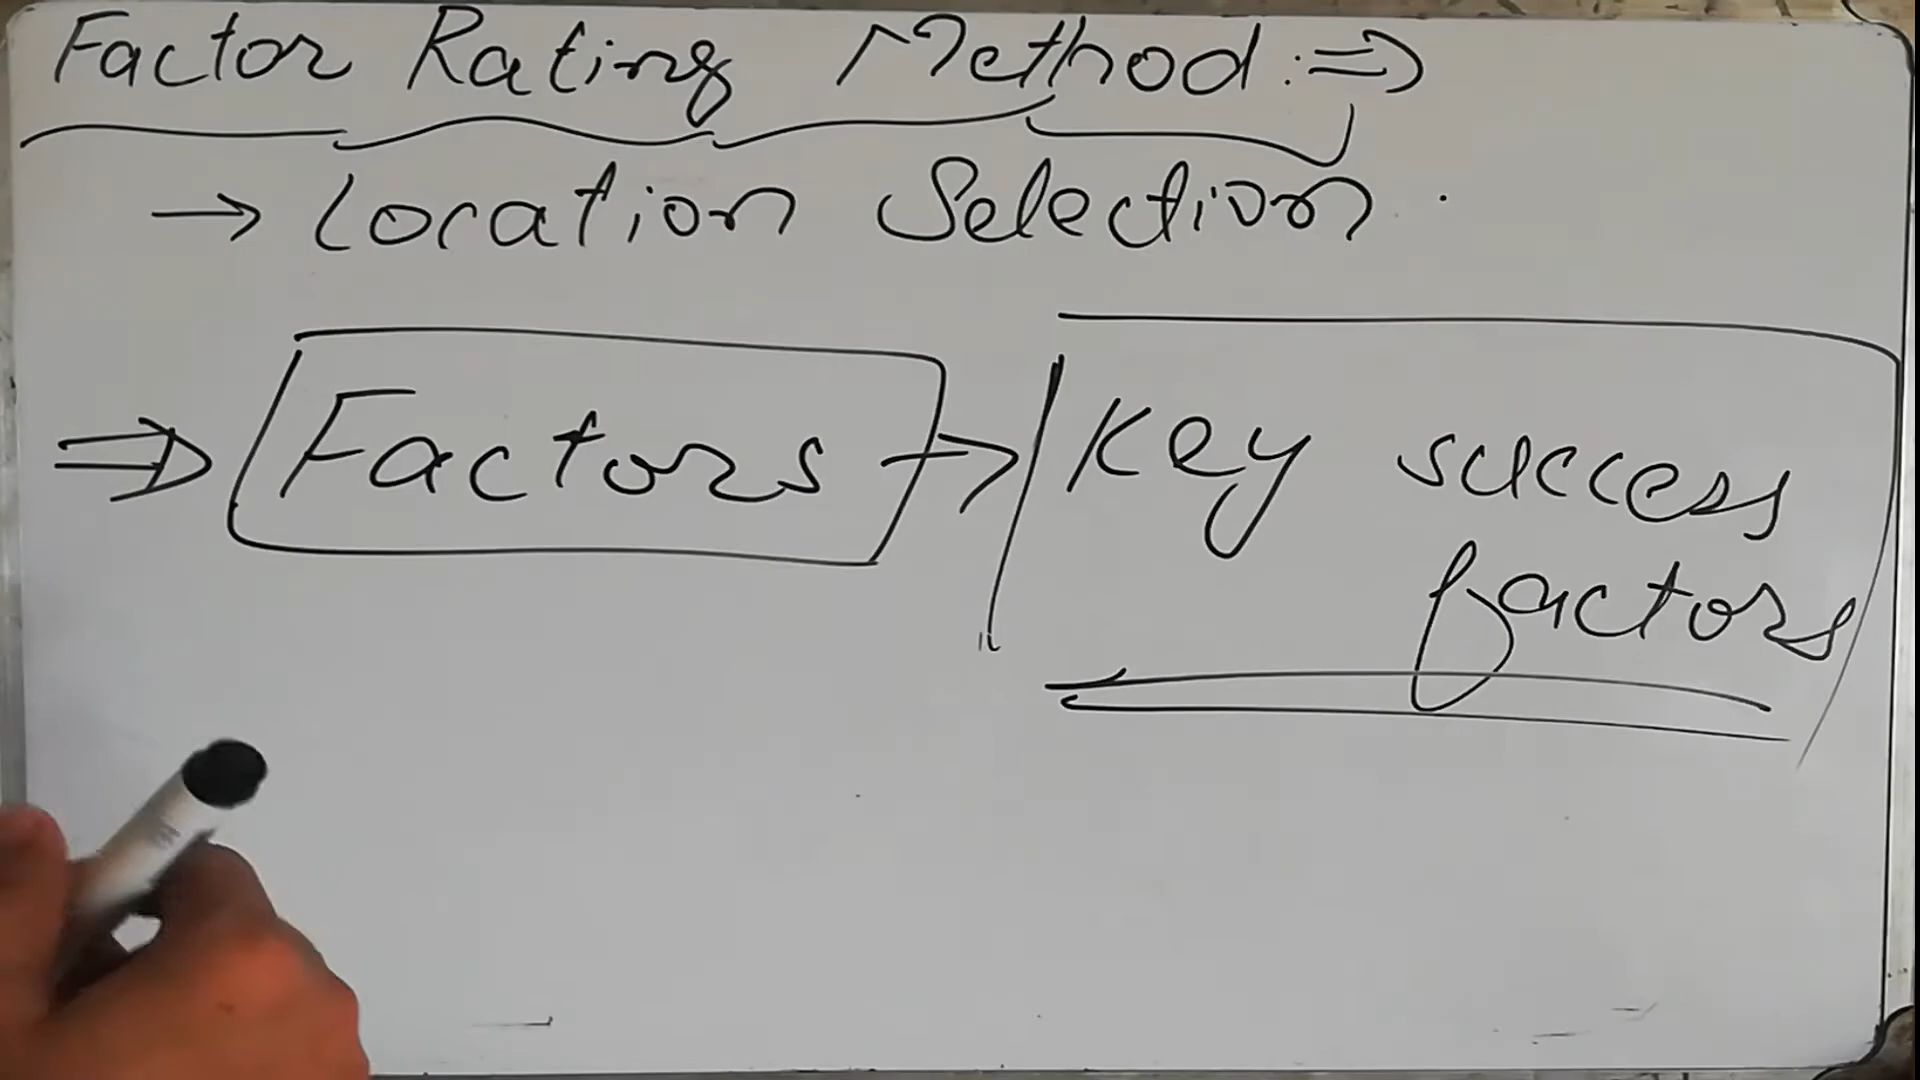 Factor Rating Method :⇒
→ Location Selection .
⇒ Factors → Key success
factors